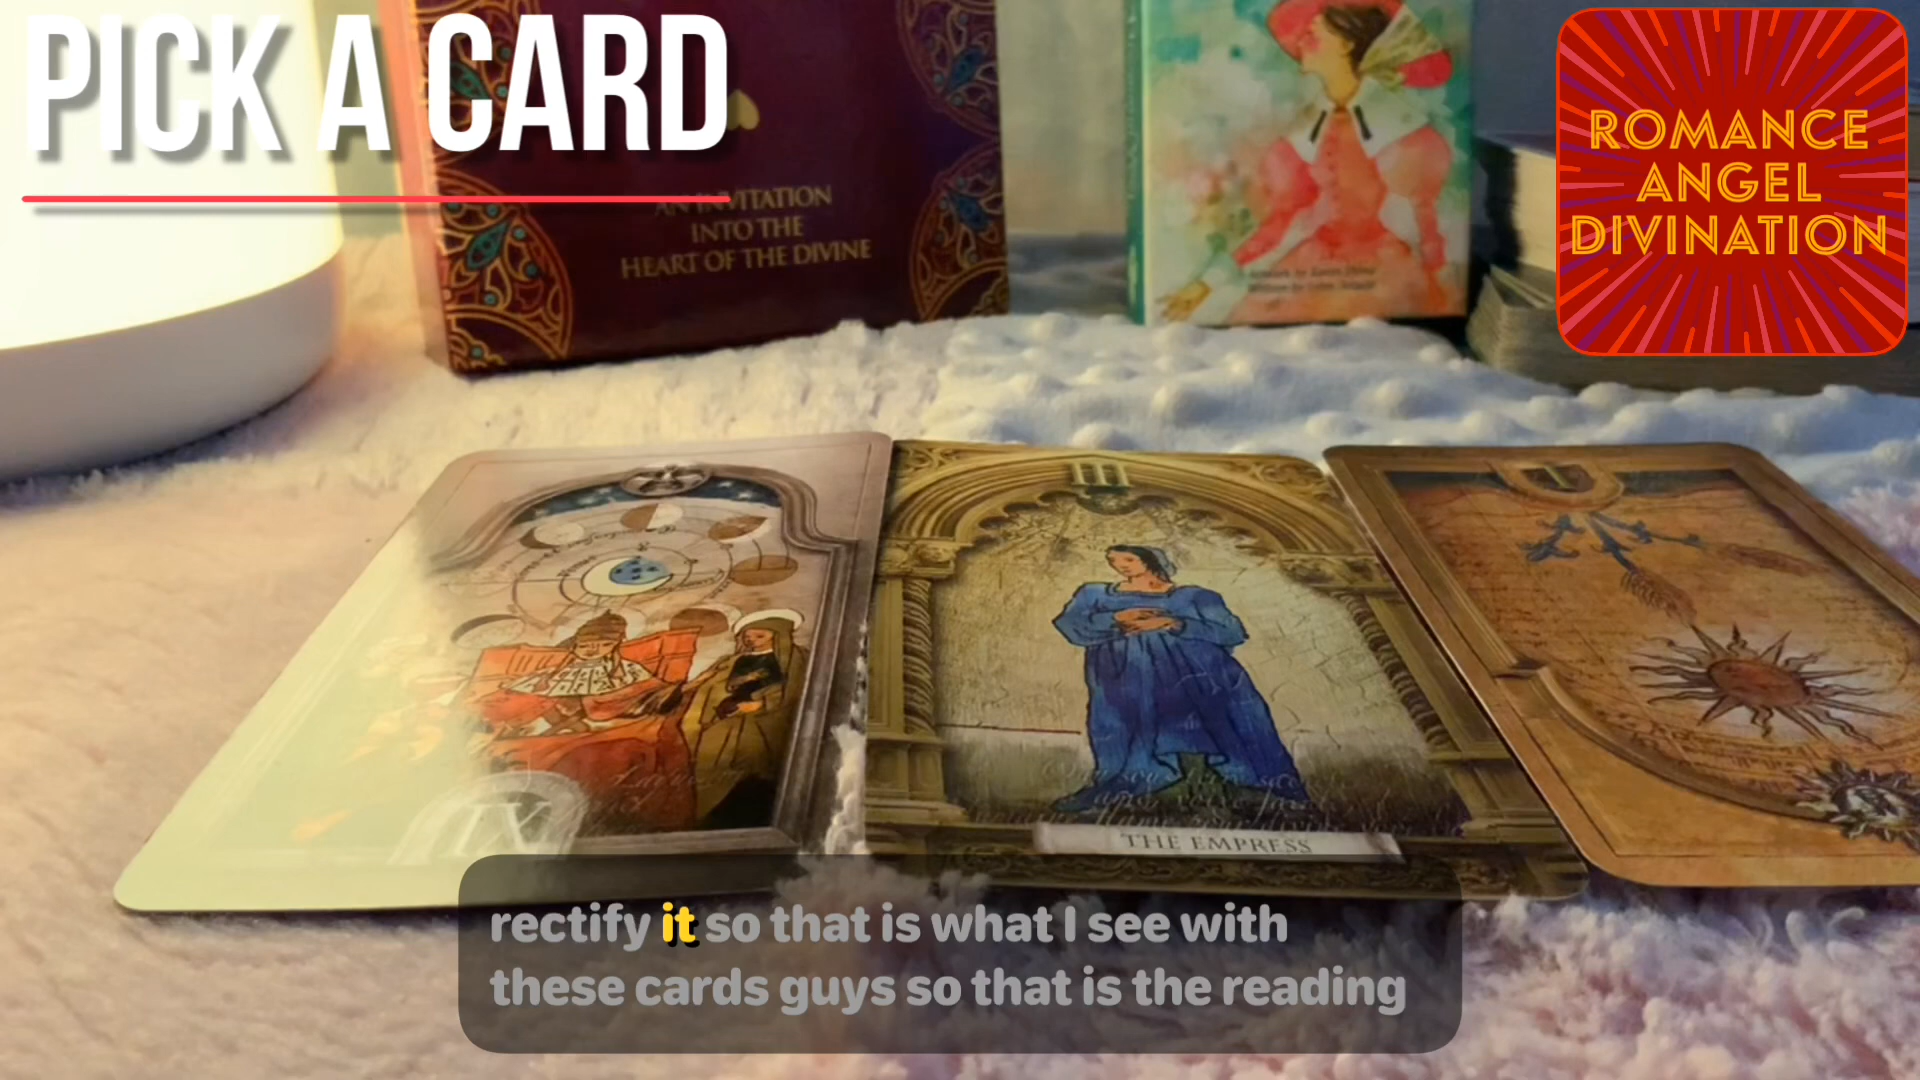 PICK A CARD
AN INVITATION
INTO THE
HEART OF THE DIVINE
ROMANCE
ANGEL
DIVINATION
III
THE EMPRESS
rectify it so that is what I see with
these cards guys so that is the reading